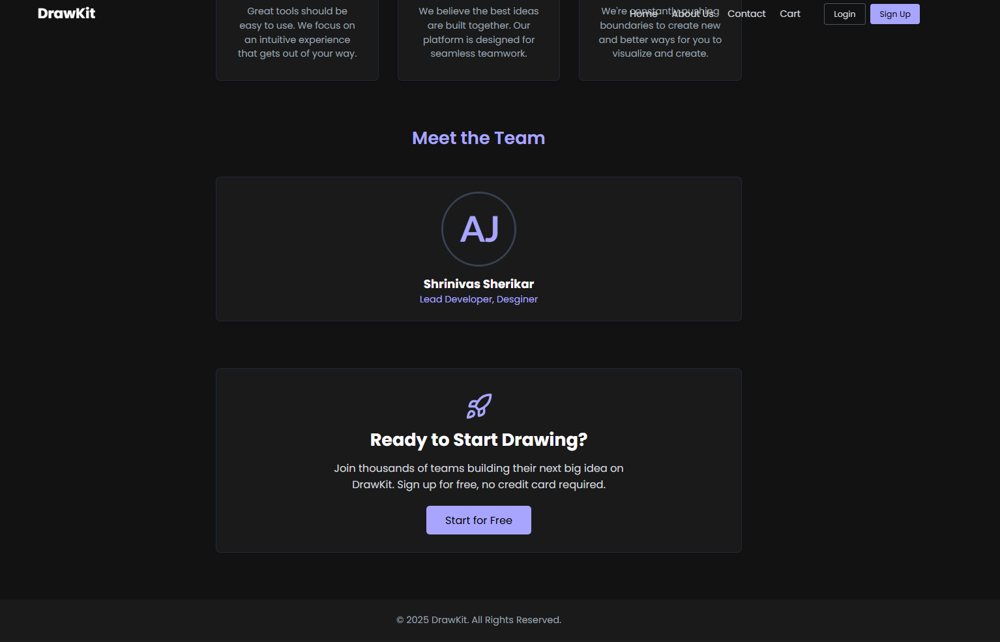 DrawKit
Home About Us Contact Cart Login Sign Up
Great tools should be
easy to use. We focus on
an intuitive experience
that gets out of your way.
We believe the best ideas
are built together. Our
platform is designed for
seamless teamwork.
We're constantly pushing
boundaries to create new
and better ways for you to
visualize and create.
Meet the Team
AJ
Shrinivas Sherikar
Lead Developer, Desginer
Ready to Start Drawing?
Join thousands of teams building their next big idea on
DrawKit. Sign up for free, no credit card required.
Start for Free
© 2025 DrawKit. All Rights Reserved.